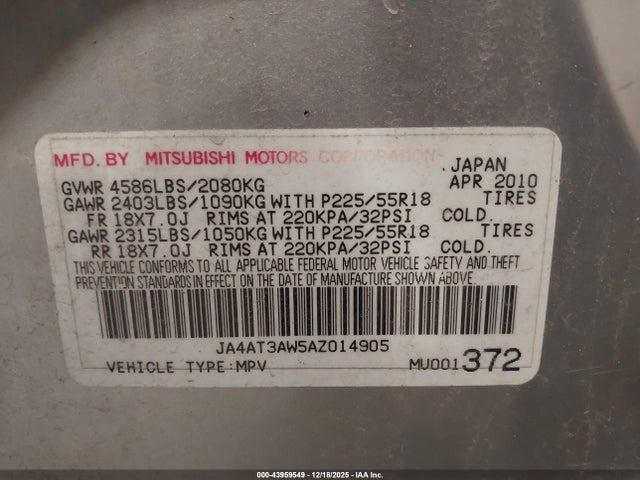 MFD. BY MITSUBISHI MOTORS CORPORATION
. JAPAN
GVWR 4586LBS/2080KG APR 2010
GAWR 2403LBS/1090KG WITH P225/55R18 TIRES
FR 18X7.0J RIMS AT 220KPA/32PSI COLD.
GAWR 2315LBS/1050KG WITH P225/55R18 TIRES
RR 18X7.0J RIMS AT 220KPA/32PSI COLD.
THIS VEHICLE CONFORMS TO ALL APPLICABLE FEDERAL MOTOR VEHICLE SAFETY AND THEFT
PREVENTION STANDARDS IN EFFECT ON THE DATE OF MANUFACTURE SHOWN ABOVE.
JA4AT3AW5AZ014905
VEHICLE TYPE:MPV MU001372
000-43959549 - 12/18/2025 - IAA Inc.